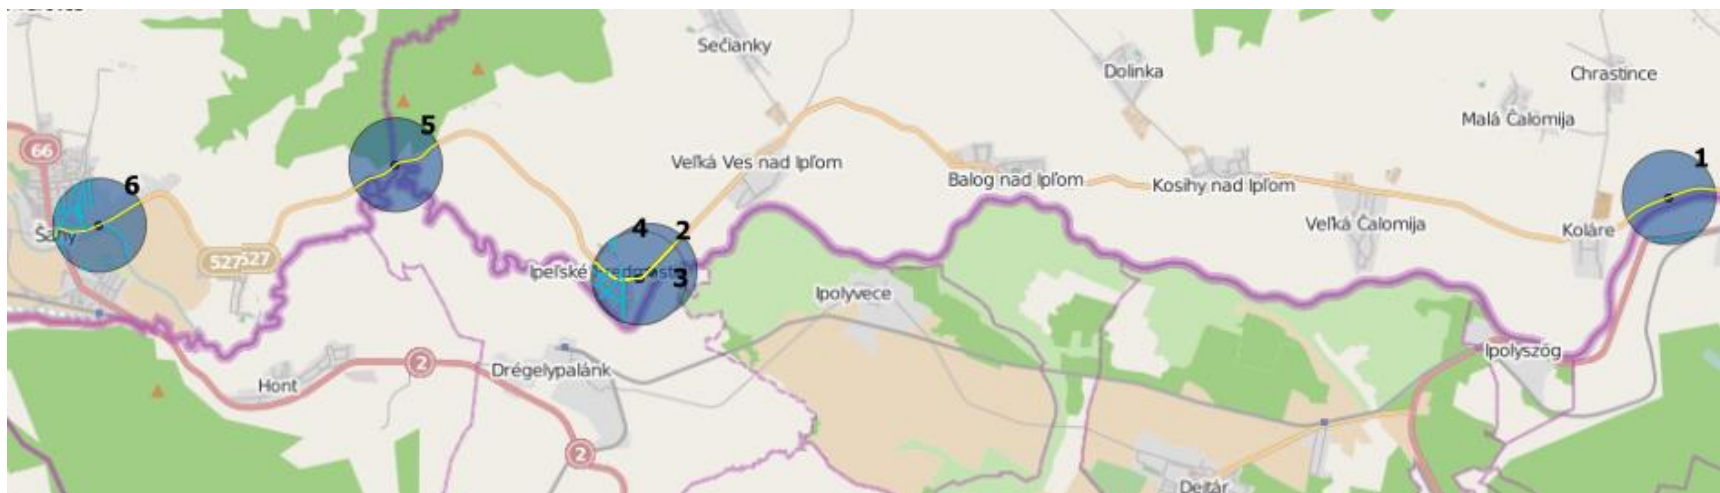 Sečianky
Dolinka
Chrastince
Malá Čalomija
66
5
1
Veľká Ves nad Ipľom
6
Balog nad Ipľom
Kosihy nad Ipľom
Veľká Čalomija
Koláre
Šahy
4
2
527
527
Ipeľské
3
Ipolyvece
Ipolyszög
2
Hont
Drégelypalánk
2
Dejtár